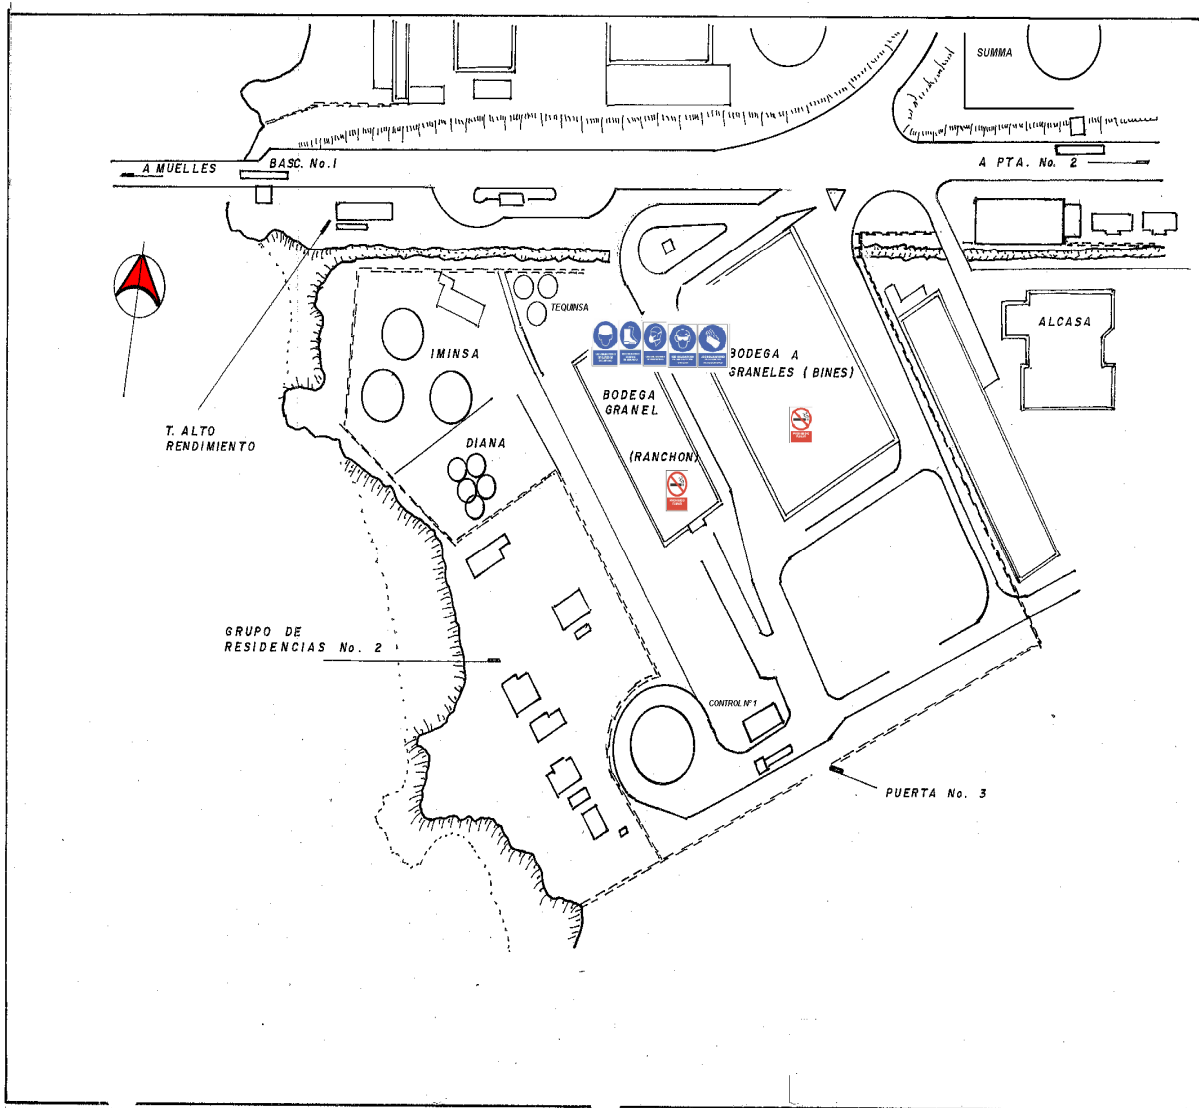 SUMMA
A MUELLES
BASC. No.1
A PTA. No. 2
TEQUINSA
ALCASA
IMINSA
BODEGA A
GRANELES ( BINES)
BODEGA
GRANEL
(RANCHON)
T. ALTO
RENDIMIENTO
DIANA
GRUPO DE
RESIDENCIAS No. 2
CONTROL Nº1
PUERTA No. 3